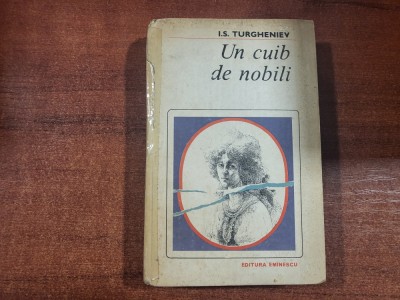 I.S. TURGHENIEV
Un cuib
de nobili
EDITURA EMINESCU